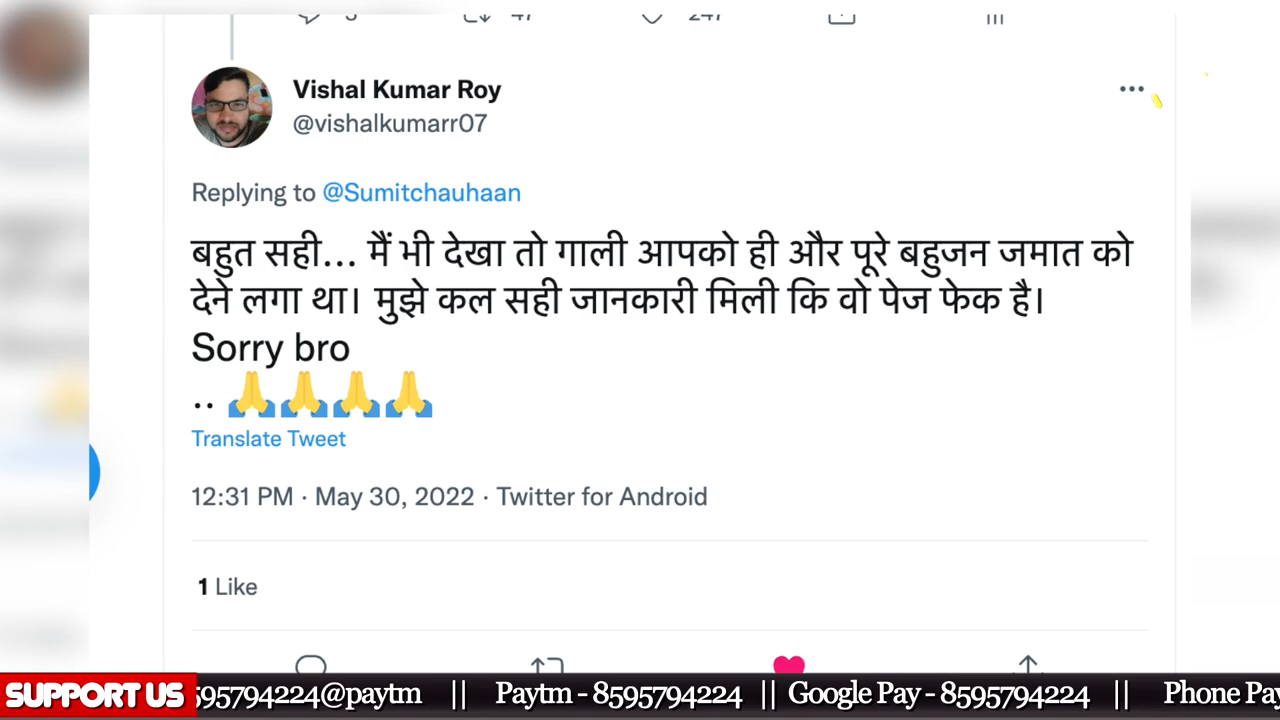 Vishal Kumar Roy
@vishalkumarr07
Replying to @Sumitchauhaan
बहुत सही... मैं भी देखा तो गाली आपको ही और पूरे बहुजन जमात को
देने लगा था। मुझे कल सही जानकारी मिली कि वो पेज फेक है।
Sorry bro
.. 🙏🙏🙏🙏
Translate Tweet
12:31 PM · May 30, 2022 · Twitter for Android
1 Like
SUPPORT US 595794224@paytm || Paytm - 8595794224 || Google Pay - 8595794224 || Phone Pay